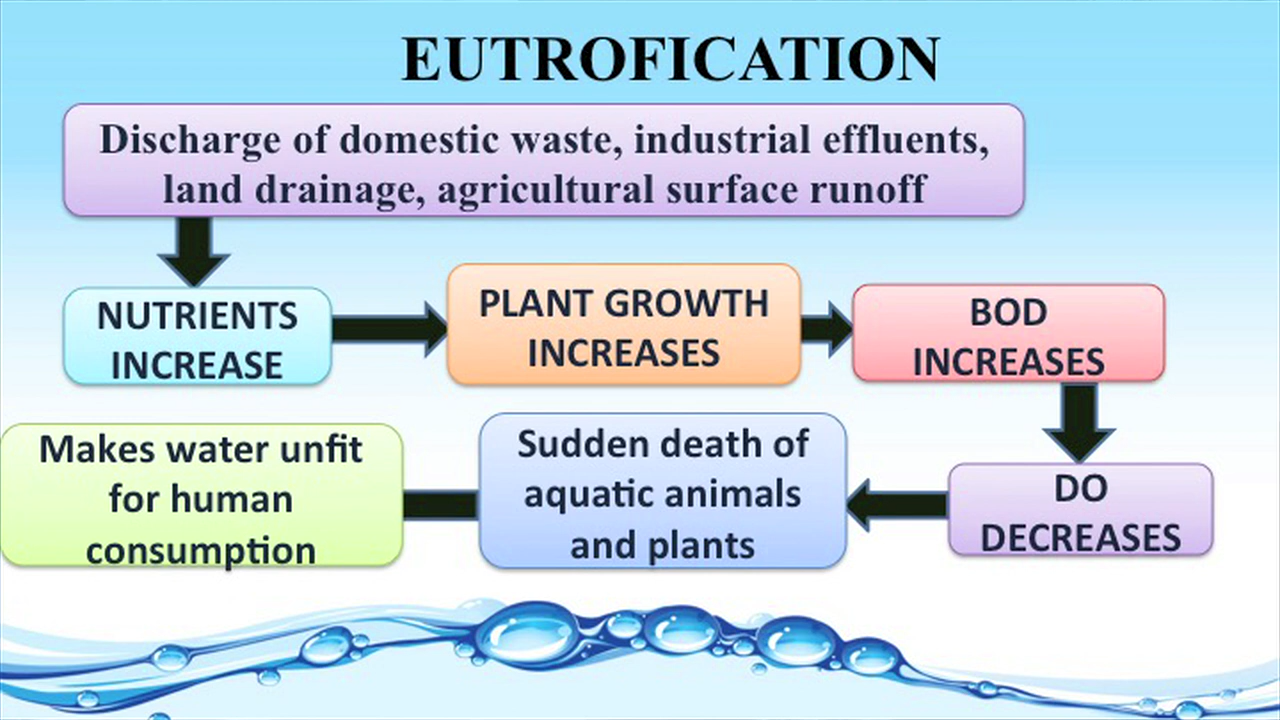 EUTROFICATION
Discharge of domestic waste, industrial effluents,
land drainage, agricultural surface runoff
NUTRIENTS
INCREASE
PLANT GROWTH
INCREASES
BOD
INCREASES
DO
DECREASES
Sudden death of
aquatic animals
and plants
Makes water unfit
for human
consumption